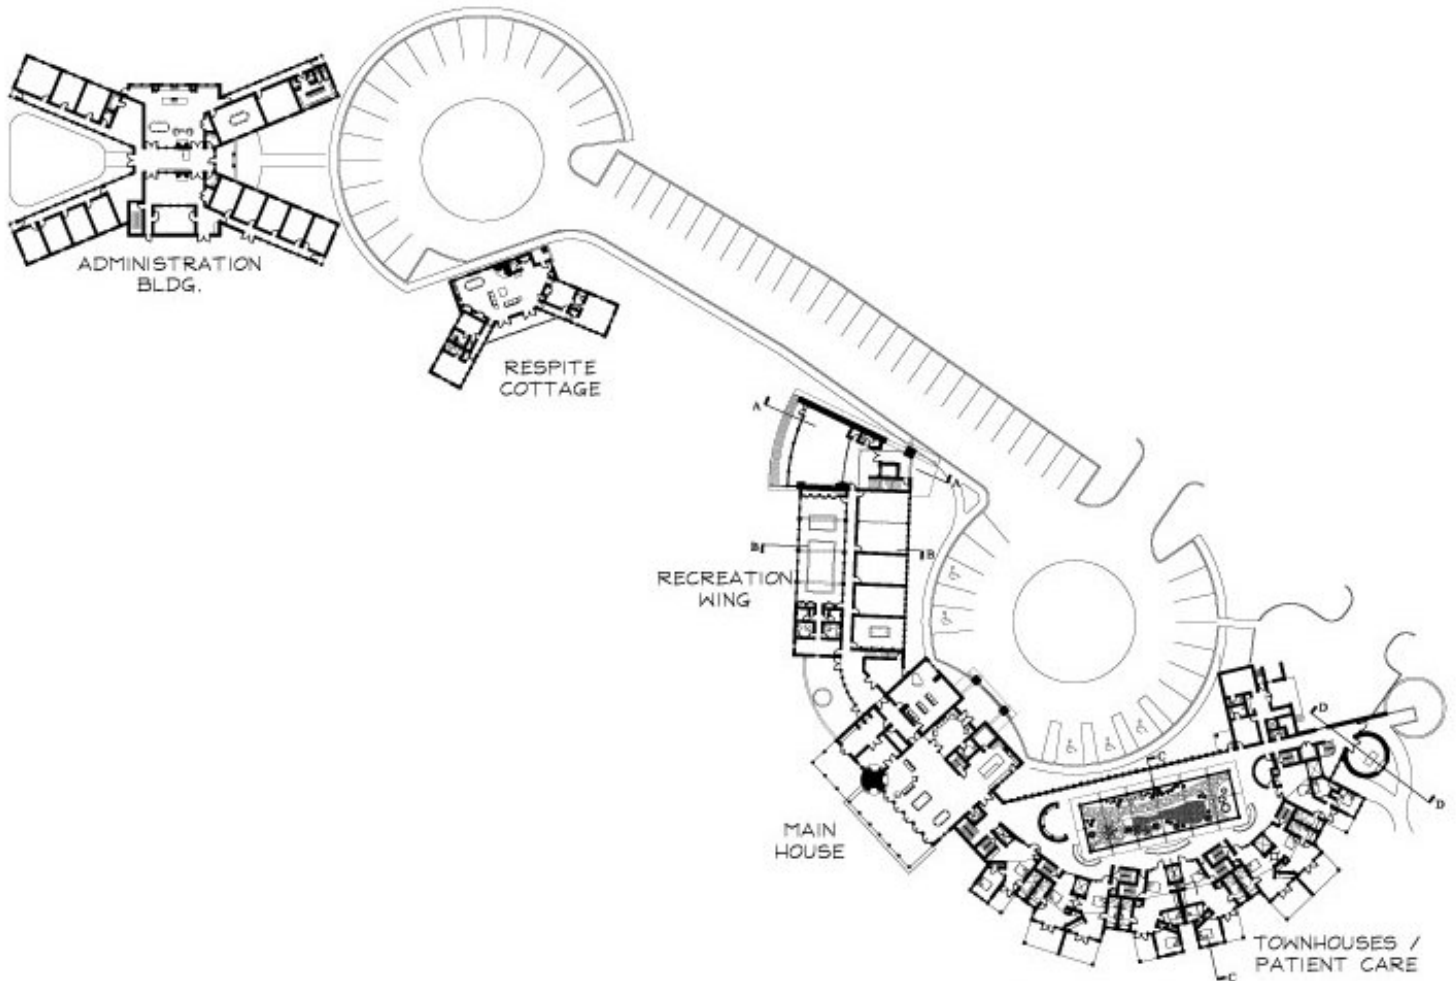 ADMINISTRATION
BLDG.
RESPITE
COTTAGE
A
A
B
B
RECREATION
WING
D
C
D
MAIN
HOUSE
TOWNHOUSES /
PATIENT CARE
C